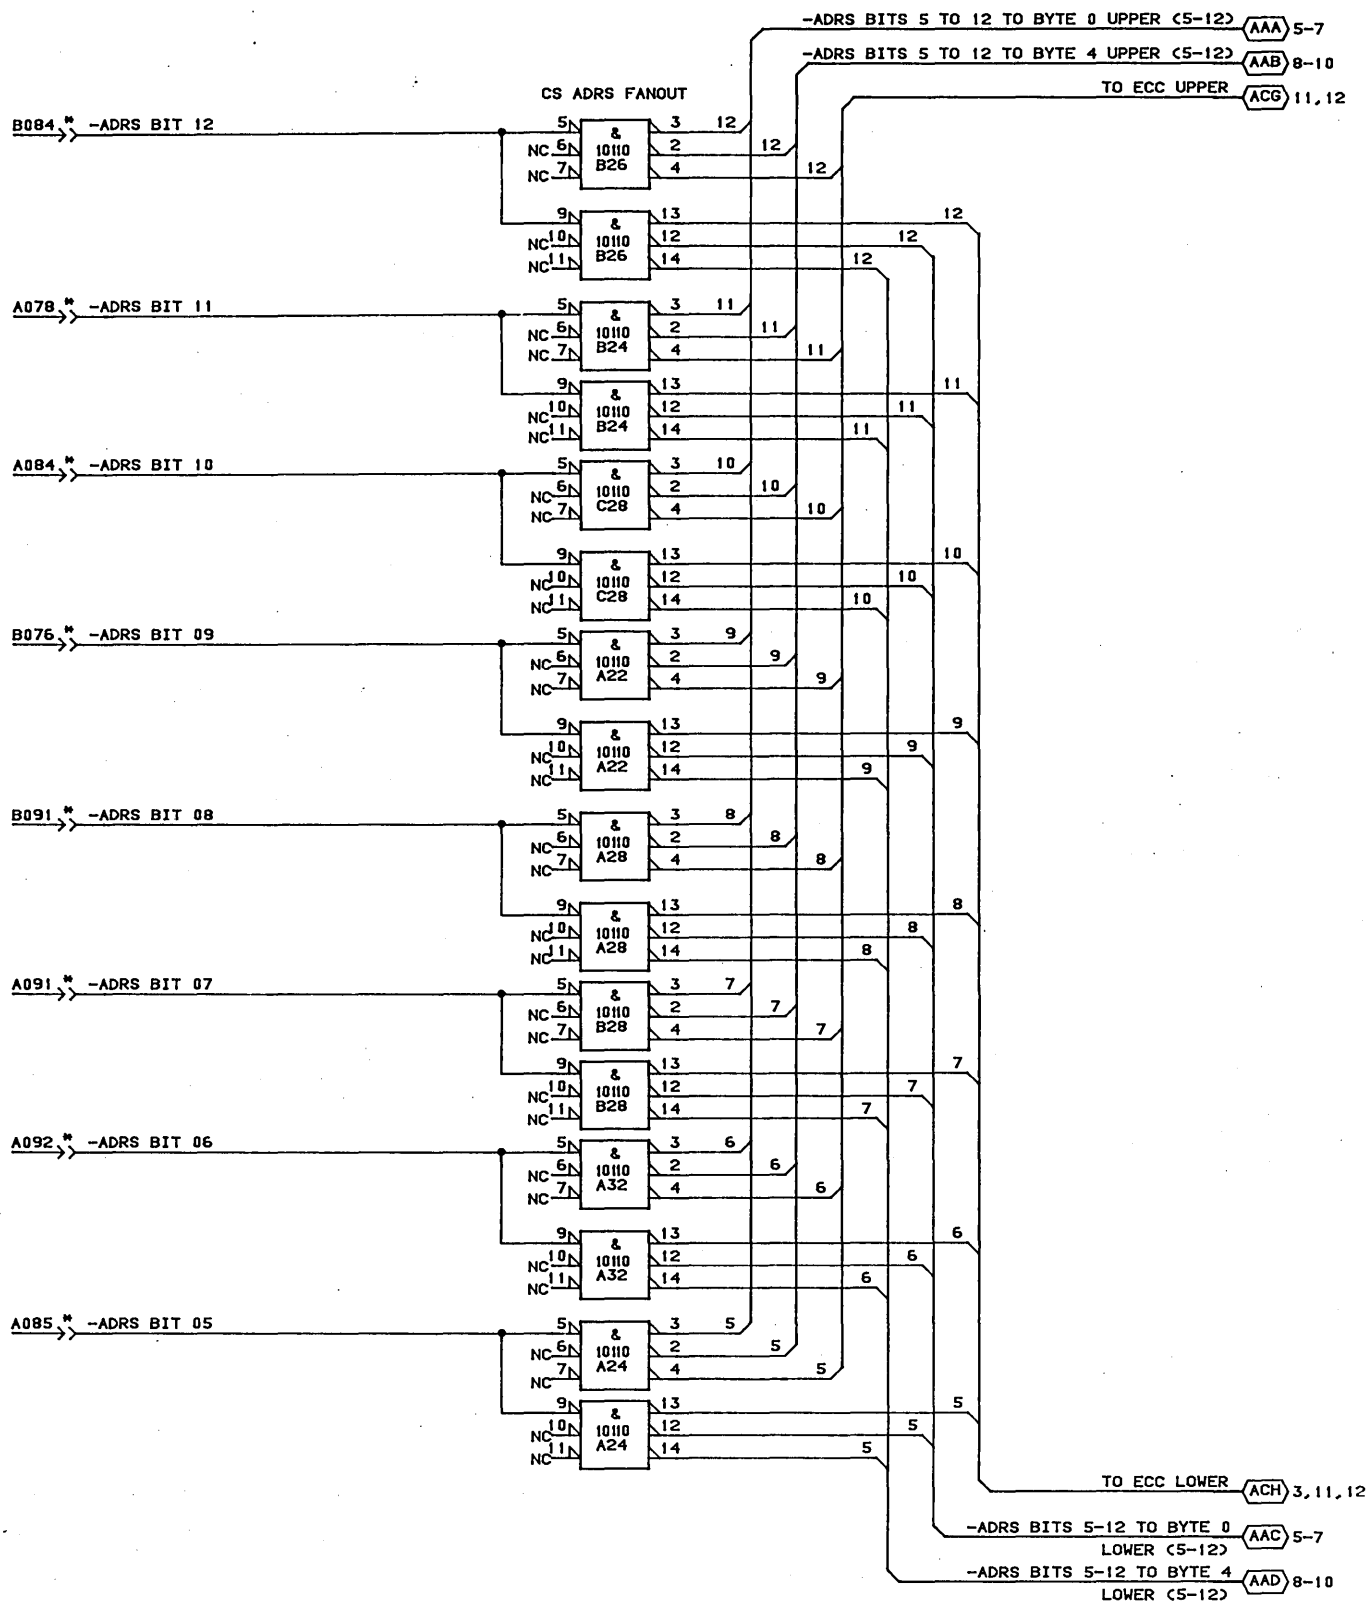 -ADRS BITS 5 TO 12 TO BYTE 0 UPPER (5-12) AAA 5-7
-ADRS BITS 5 TO 12 TO BYTE 4 UPPER (5-12) AAB 8-10
TO ECC UPPER ACG 11,12
CS ADRS FANOUT
B084 * -ADRS BIT 12
5 & 3 12
NC 6 10110 2 12
NC 7 B26 4 12
9 & 13 12
NC 10 10110 12 12
NC 11 B26 14 12
A078 * -ADRS BIT 11
5 & 3 11
NC 6 10110 2 11
NC 7 B24 4 11
9 & 13 11
NC 10 10110 12 11
NC 11 B24 14 11
A084 * -ADRS BIT 10
5 & 3 10
NC 6 10110 2 10
NC 7 C28 4 10
9 & 13 10
NC 10 10110 12 10
NC 11 C28 14 10
B076 * -ADRS BIT 09
5 & 3 9
NC 6 10110 2 9
NC 7 A22 4 9
9 & 13 9
NC 10 10110 12 9
NC 11 A22 14 9
B091 * -ADRS BIT 08
5 & 3 8
NC 6 10110 2 8
NC 7 A28 4 8
9 & 13 8
NC 10 10110 12 8
NC 11 A28 14 8
A091 * -ADRS BIT 07
5 & 3 7
NC 6 10110 2 7
NC 7 B28 4 7
9 & 13 7
NC 10 10110 12 7
NC 11 B28 14 7
A092 * -ADRS BIT 06
5 & 3 6
NC 6 10110 2 6
NC 7 A32 4 6
9 & 13 6
NC 10 10110 12 6
NC 11 A32 14 6
A085 * -ADRS BIT 05
5 & 3 5
NC 6 10110 2 5
NC 7 A24 4 5
9 & 13 5
NC 10 10110 12 5
NC 11 A24 14 5
TO ECC LOWER ACH 3,11,12
-ADRS BITS 5-12 TO BYTE 0 AAC 5-7
LOWER (5-12)
-ADRS BITS 5-12 TO BYTE 4 AAD 8-10
LOWER (5-12)